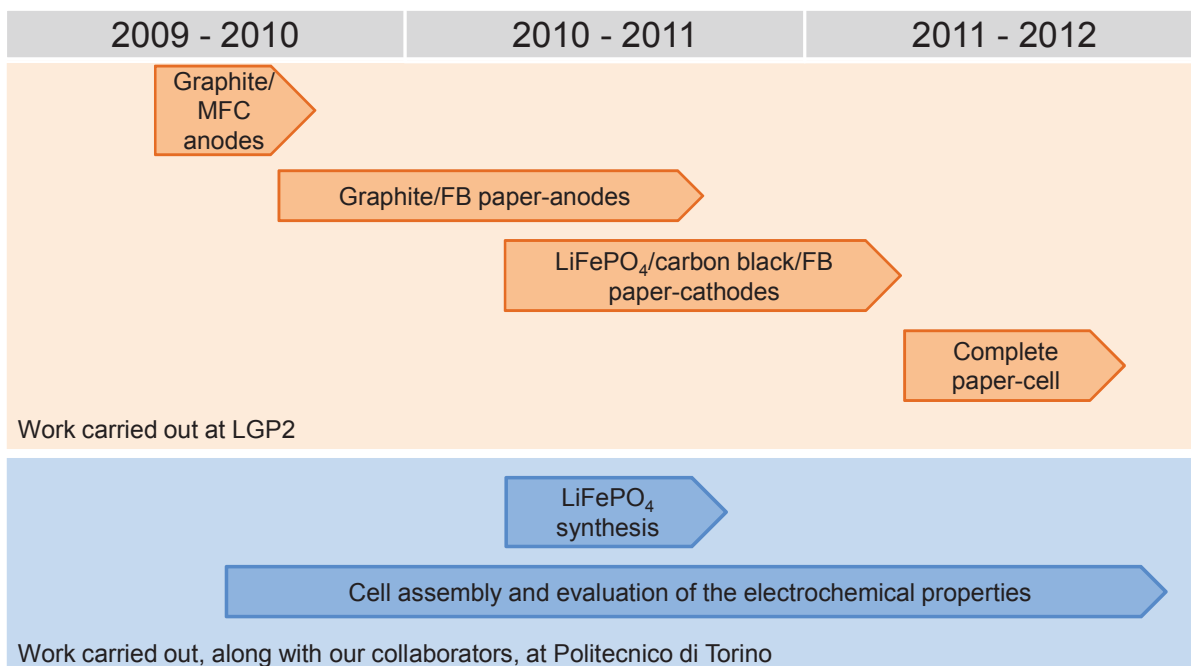 2009 - 2010
2010 - 2011
2011 - 2012
Graphite/
MFC
anodes
Graphite/FB paper-anodes
LiFePO₄/carbon black/FB
paper-cathodes
Complete
paper-cell
Work carried out at LGP2
LiFePO₄
synthesis
Cell assembly and evaluation of the electrochemical properties
Work carried out, along with our collaborators, at Politecnico di Torino